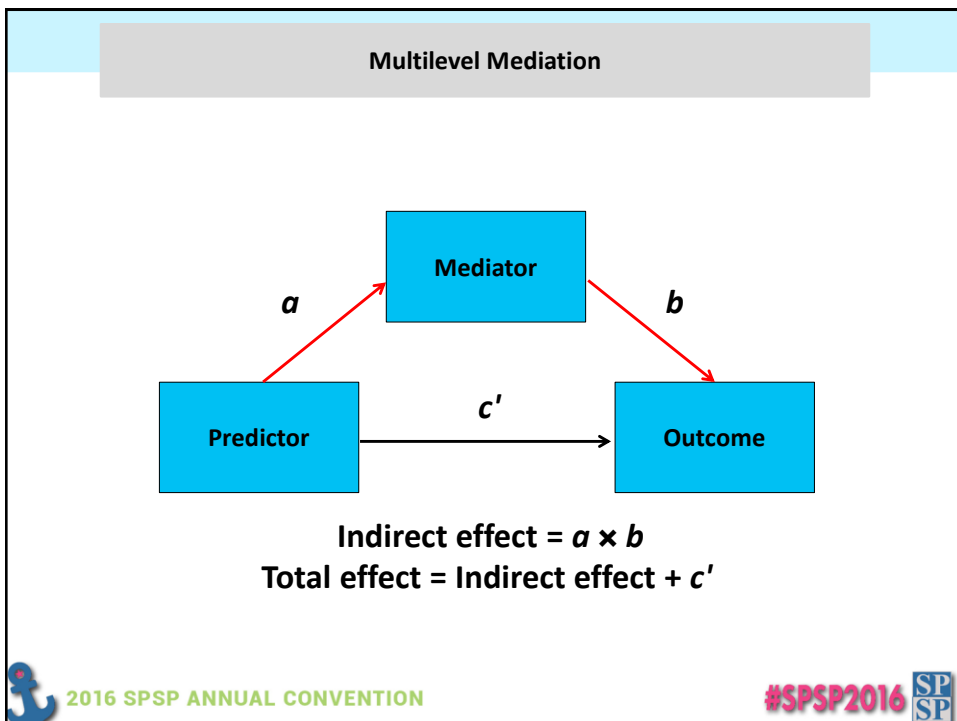 Multilevel Mediation
Mediator
a
b
c'
Predictor
Outcome
Indirect effect = a × b
Total effect = Indirect effect + c'
2016 SPSP ANNUAL CONVENTION
#SPSP2016
SP
SP